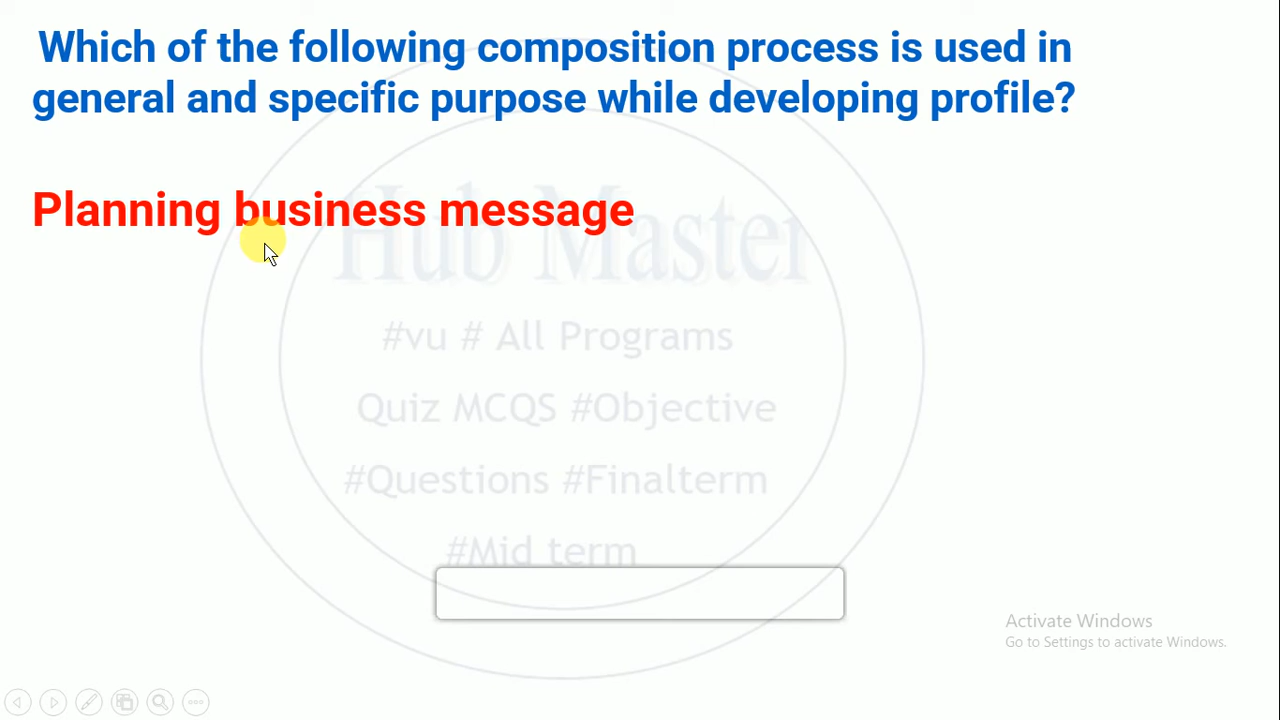 Which of the following composition process is used in
general and specific purpose while developing profile?
Planning business message
Hub Master
#vu # All Programs
Quiz MCQS #Objective
#Questions #Finalterm
#Mid term
Activate Windows
Go to Settings to activate Windows.